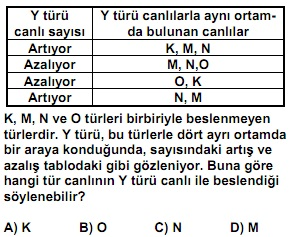 Y türü canlı sayısı
Y türü canlılarla aynı ortam-
da bulunan canlılar
Artıyor K, M, N
Azalıyor M, N,O
Azalıyor O, K
Artıyor N, M
K, M, N ve O türleri birbiriyle beslenmeyen
türlerdir. Y türü, bu türlerle dört ayrı ortamda
bir araya konduğunda, sayısındaki artış ve
azalış tablodaki gibi gözleniyor. Buna göre
hangi tür canlının Y türü canlı ile beslendiği
söylenebilir?
A) K B) O C) N D) M